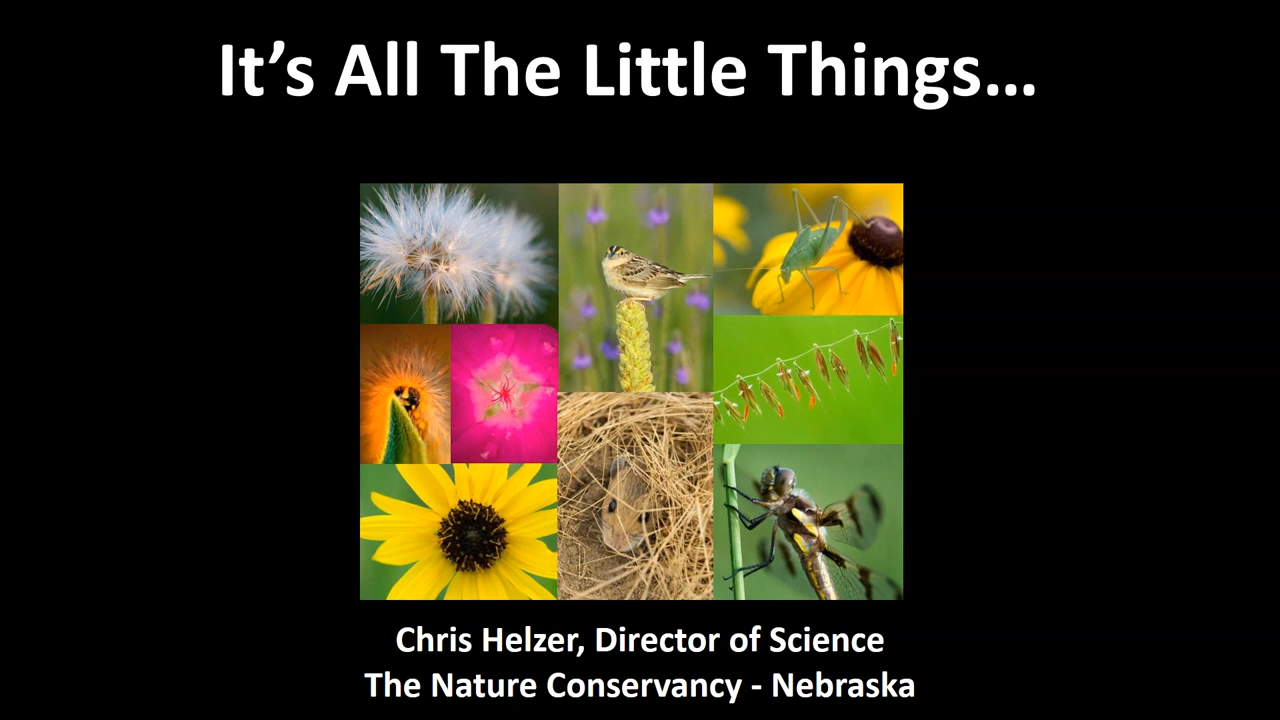 It’s All The Little Things…
Chris Helzer, Director of Science
The Nature Conservancy - Nebraska